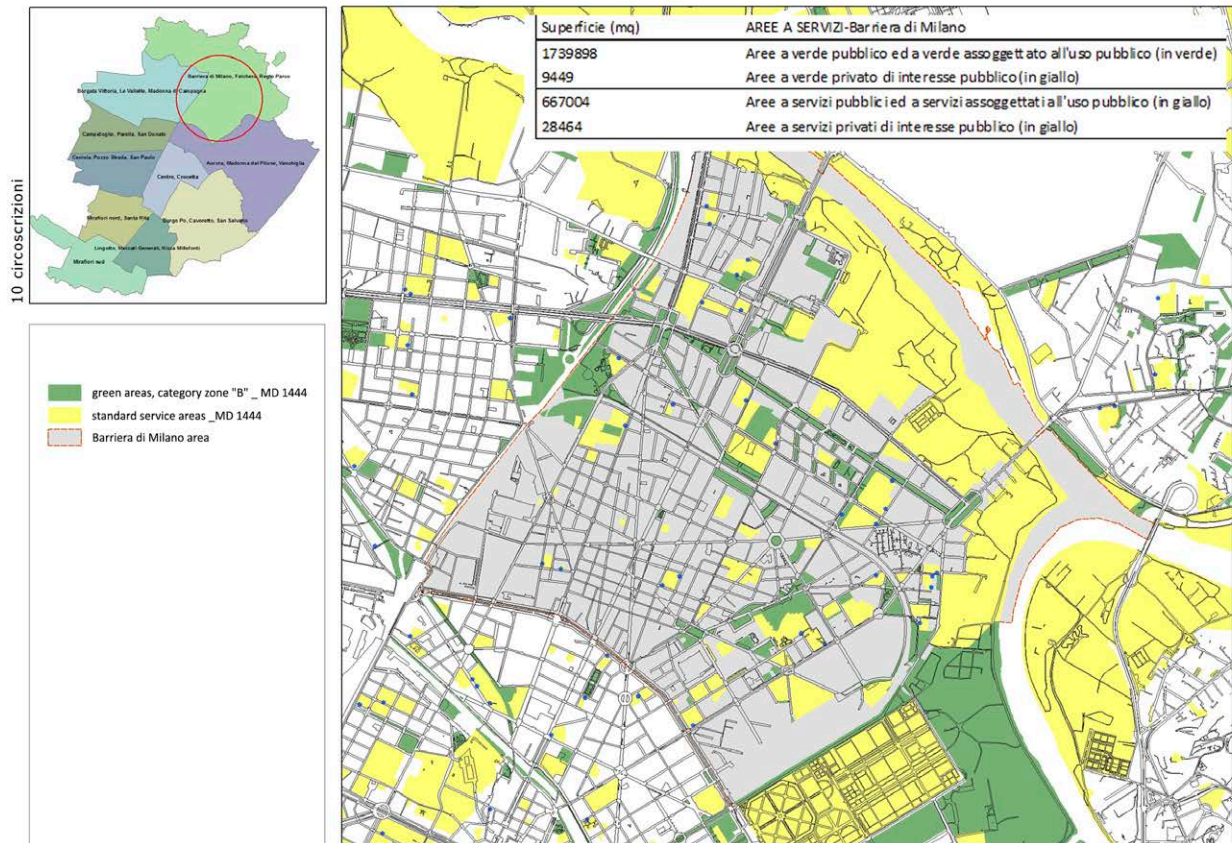 10 circoscrizioni
Barriera di Milano, Falchera, Regio Parco
Borgata Vittoria, Le Vallette, Madonna di Campagna
Campidoglio, Parella, San Donato
Cenisia, Pozzo Strada, San Paolo
Aurora, Madonna del Pilone, Vanchiglia
Centro, Crocetta
Mirafiori nord, Santa Rita
Borgo Po, Cavoretto, San Salvario
Lingotto, Mercati Generali, Nizza Millefonti
Mirafiori sud
green areas, category zone "B" _ MD 1444
standard service areas _MD 1444
Barriera di Milano area
Superficie (mq) AREE A SERVIZI-Barriera di Milano
1739898 Aree a verde pubblico ed a verde assoggettato all'uso pubblico (in verde)
9449 Aree a verde privato di interesse pubblico (in giallo)
667004 Aree a servizi pubblici ed a servizi assoggettati all'uso pubblico (in giallo)
28464 Aree a servizi privati di interesse pubblico (in giallo)